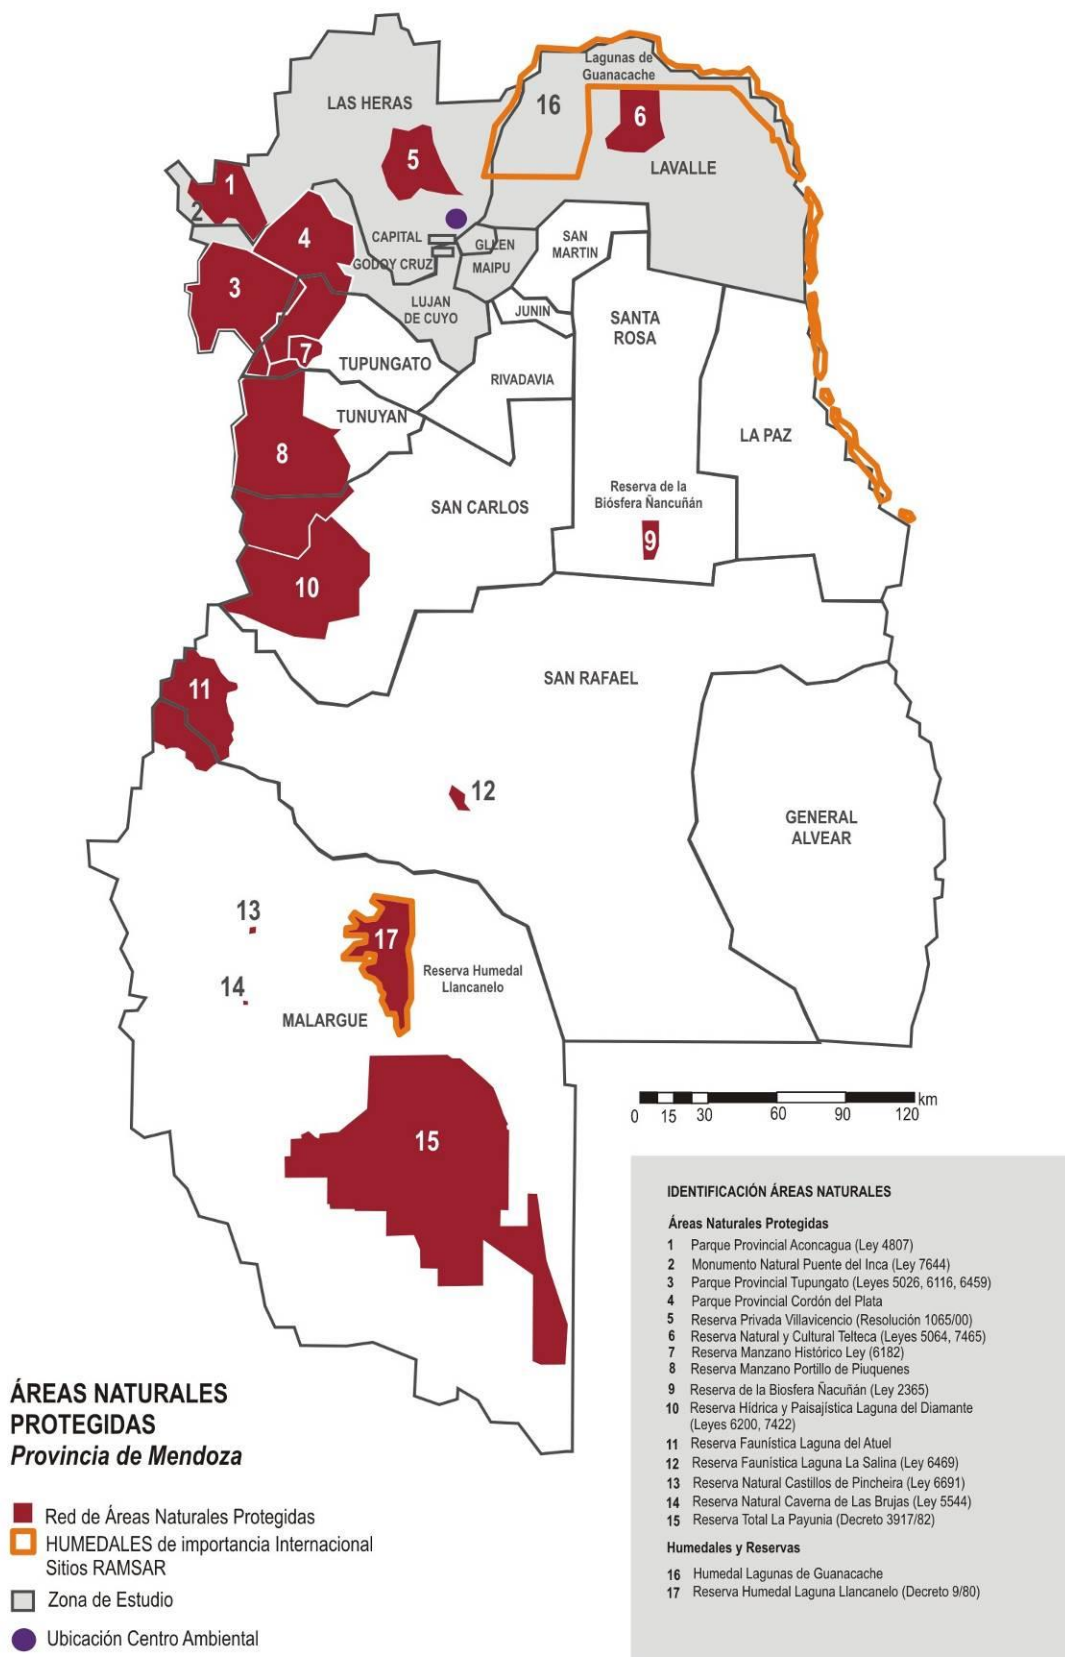 Lagunas de
Guanacache
LAS HERAS
16
6
5
LAVALLE
1
2
4
CAPITAL
GLLEN
SAN
MARTIN
GODOY CRUZ
MAIPU
3
LUJAN
DE CUYO
JUNIN
SANTA
ROSA
7
TUPUNGATO
RIVADAVIA
TUNUYAN
LA PAZ
8
SAN CARLOS
Reserva de la
Biósfera Ñancuñán
9
10
SAN RAFAEL
11
12
GENERAL
ALVEAR
13
17
Reserva Humedal
Llancanelo
14
MALARGUE
15
km
0 15 30 60 90 120
IDENTIFICACIÓN ÁREAS NATURALES
Áreas Naturales Protegidas
1 Parque Provincial Aconcagua (Ley 4807)
2 Monumento Natural Puente del Inca (Ley 7644)
3 Parque Provincial Tupungato (Leyes 5026, 6116, 6459)
4 Parque Provincial Cordón del Plata
5 Reserva Privada Villavicencio (Resolución 1065/00)
6 Reserva Natural y Cultural Telteca (Leyes 5064, 7465)
7 Reserva Manzano Histórico Ley (6182)
8 Reserva Manzano Portillo de Piuquenes
9 Reserva de la Biosfera Ñacuñán (Ley 2365)
10 Reserva Hídrica y Paisajística Laguna del Diamante
(Leyes 6200, 7422)
11 Reserva Faunística Laguna del Atuel
12 Reserva Faunística Laguna La Salina (Ley 6469)
13 Reserva Natural Castillos de Pincheira (Ley 6691)
14 Reserva Natural Caverna de Las Brujas (Ley 5544)
15 Reserva Total La Payunia (Decreto 3917/82)
Humedales y Reservas
16 Humedal Lagunas de Guanacache
17 Reserva Humedal Laguna Llancanelo (Decreto 9/80)
ÁREAS NATURALES
PROTEGIDAS
Provincia de Mendoza
Red de Áreas Naturales Protegidas
HUMEDALES de importancia Internacional
Sitios RAMSAR
Zona de Estudio
Ubicación Centro Ambiental